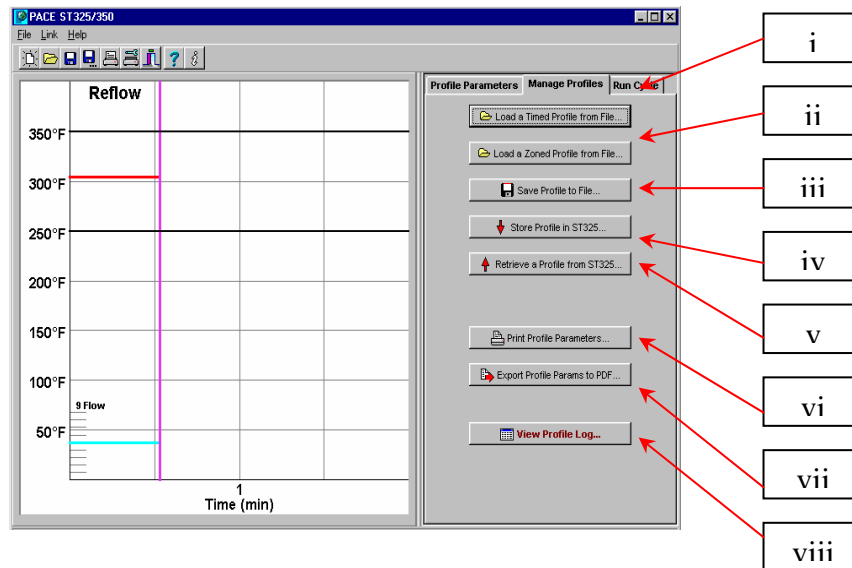 PACE ST325/350
File Link Help
Reflow
350°F
300°F
250°F
200°F
150°F
100°F
9 Flow
50°F
1
Time (min)
Profile Parameters Manage Profiles Run Cycle
Load a Timed Profile from File...
Load a Zoned Profile from File...
Save Profile to File...
Store Profile in ST325...
Retrieve a Profile from ST325...
Print Profile Parameters...
Export Profile Params to PDF...
View Profile Log...
i
ii
iii
iv
v
vi
vii
viii